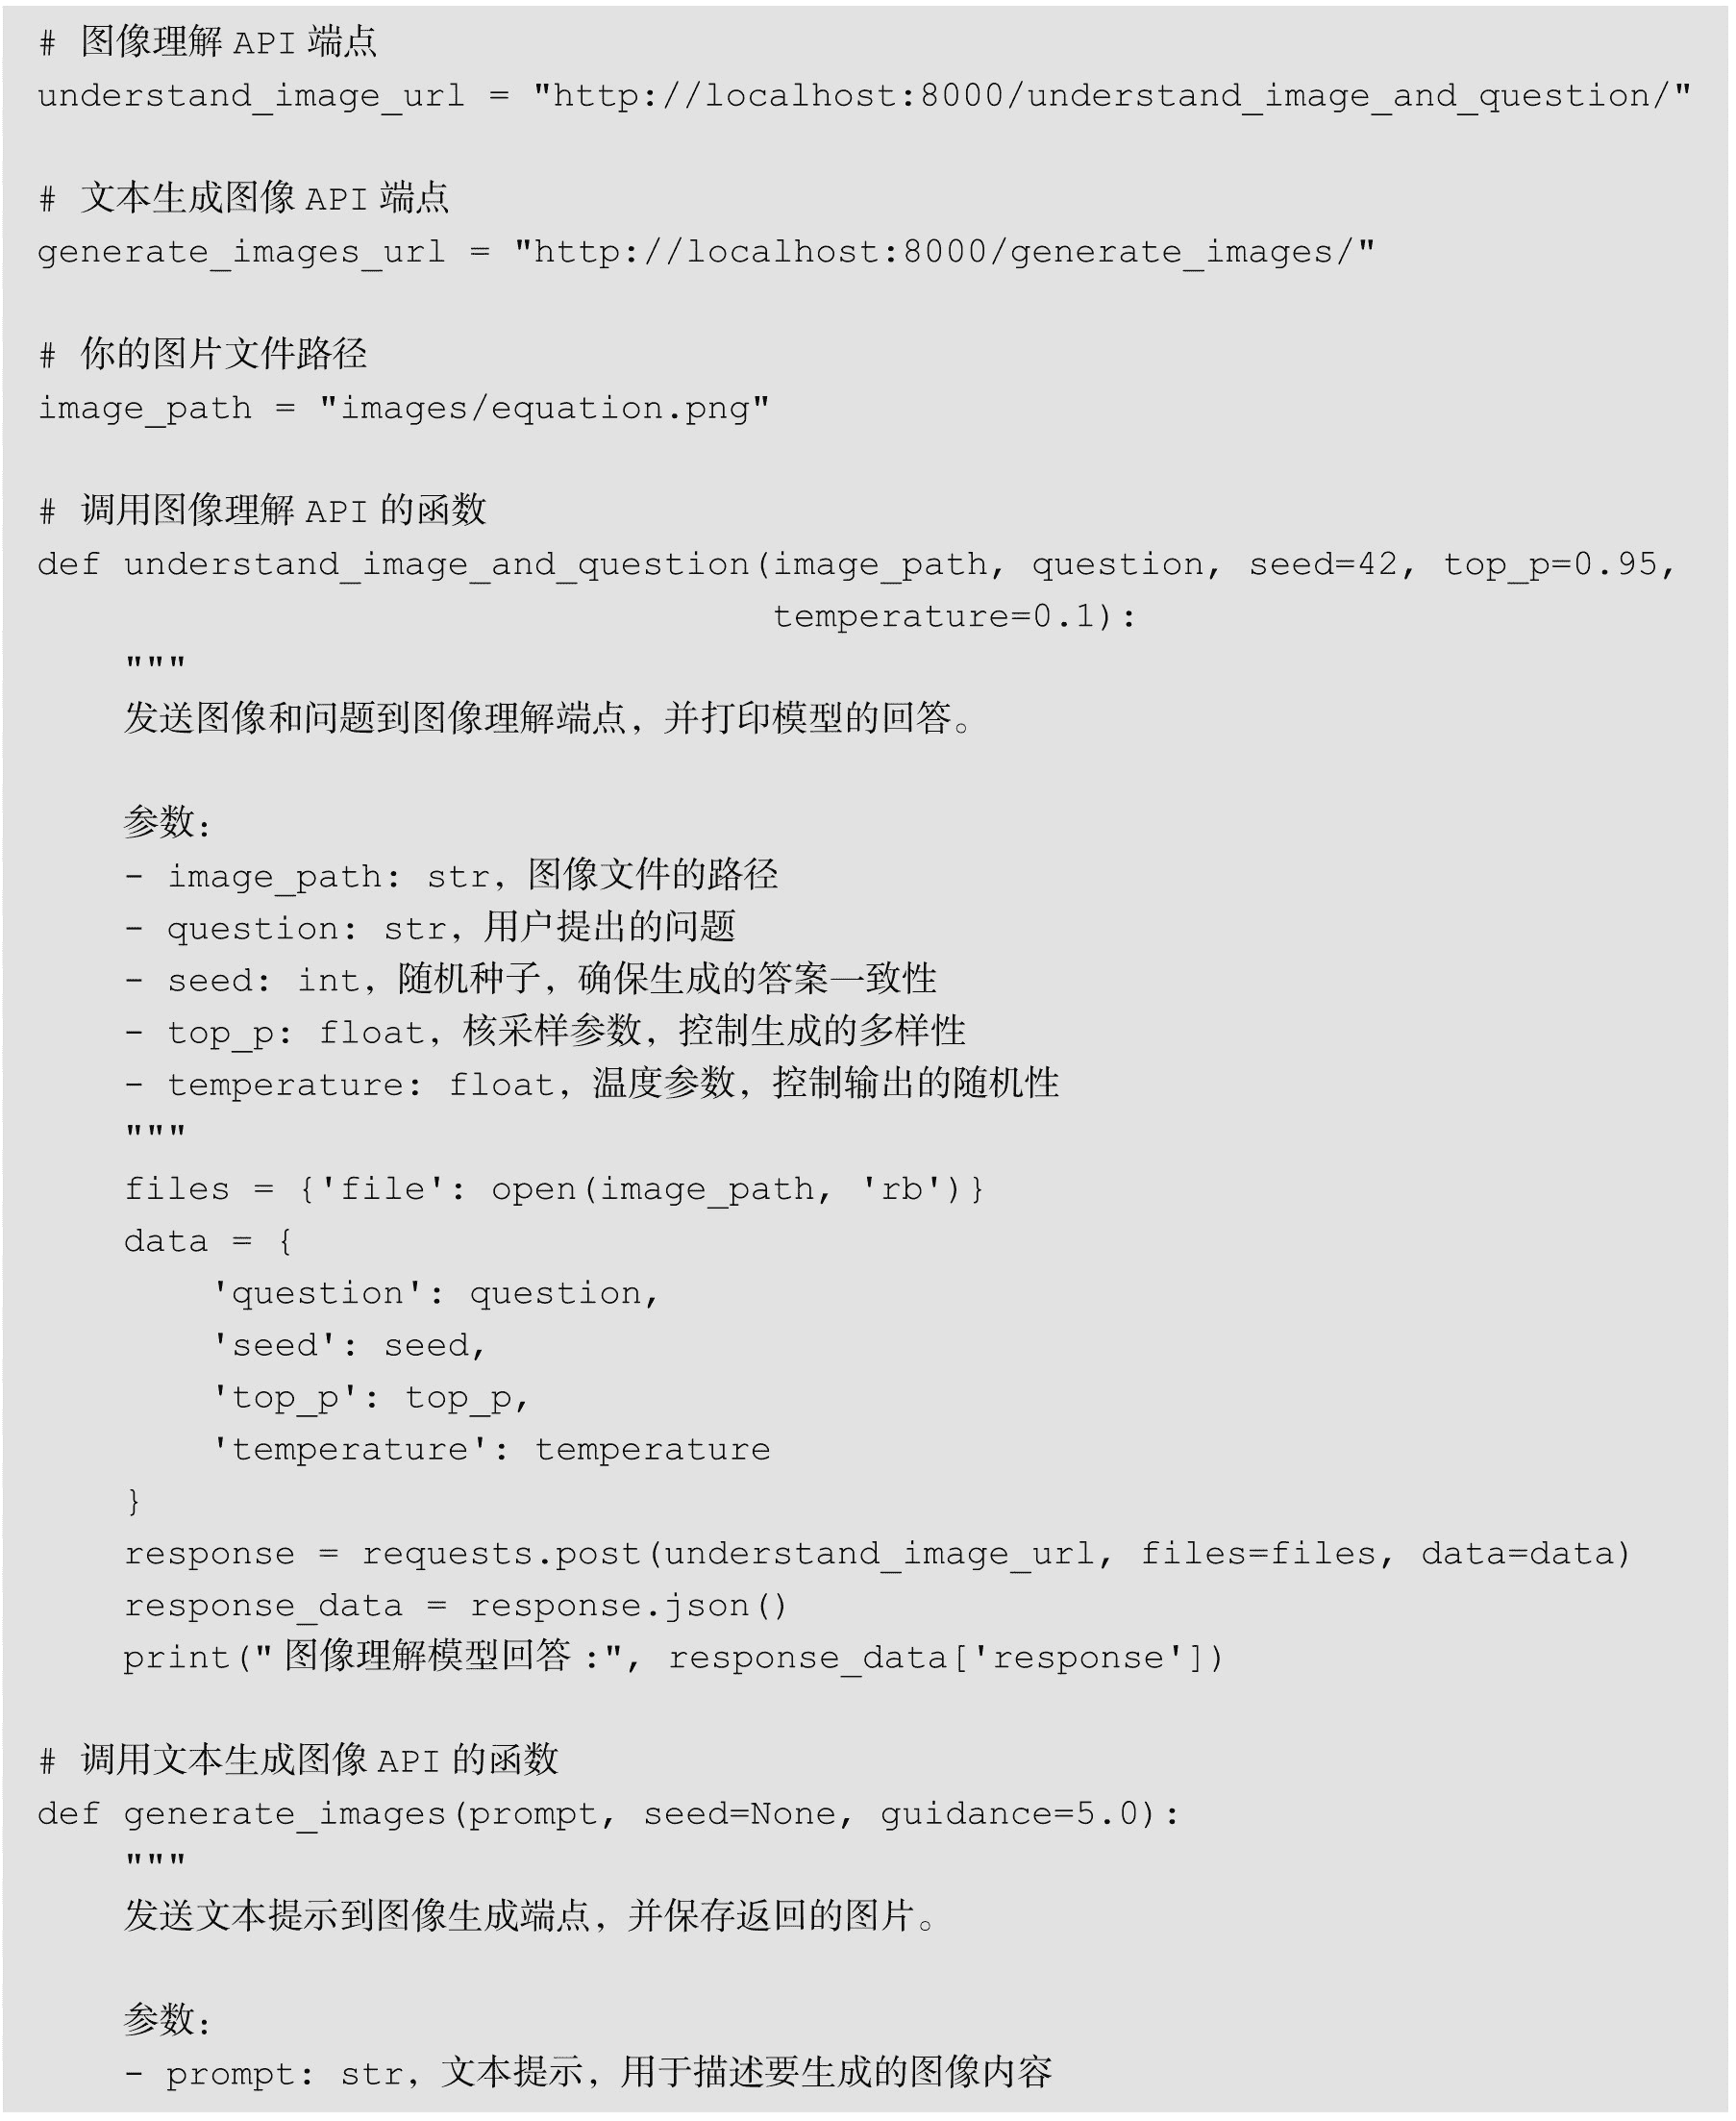 # 图像理解 API 端点
understand_image_url = "http://localhost:8000/understand_image_and_question/"

# 文本生成图像 API 端点
generate_images_url = "http://localhost:8000/generate_images/"

# 你的图片文件路径
image_path = "images/equation.png"

# 调用图像理解 API 的函数
def understand_image_and_question(image_path, question, seed=42, top_p=0.95,
                                  temperature=0.1):
    """
    发送图像和问题到图像理解端点，并打印模型的回答。

    参数：
    - image_path: str，图像文件的路径
    - question: str，用户提出的问题
    - seed: int，随机种子，确保生成的答案一致性
    - top_p: float，核采样参数，控制生成的多样性
    - temperature: float，温度参数，控制输出的随机性
    """
    files = {'file': open(image_path, 'rb')}
    data = {
        'question': question,
        'seed': seed,
        'top_p': top_p,
        'temperature': temperature
    }
    response = requests.post(understand_image_url, files=files, data=data)
    response_data = response.json()
    print("图像理解模型回答:", response_data['response'])

# 调用文本生成图像 API 的函数
def generate_images(prompt, seed=None, guidance=5.0):
    """
    发送文本提示到图像生成端点，并保存返回的图片。

    参数：
    - prompt: str，文本提示，用于描述要生成的图像内容